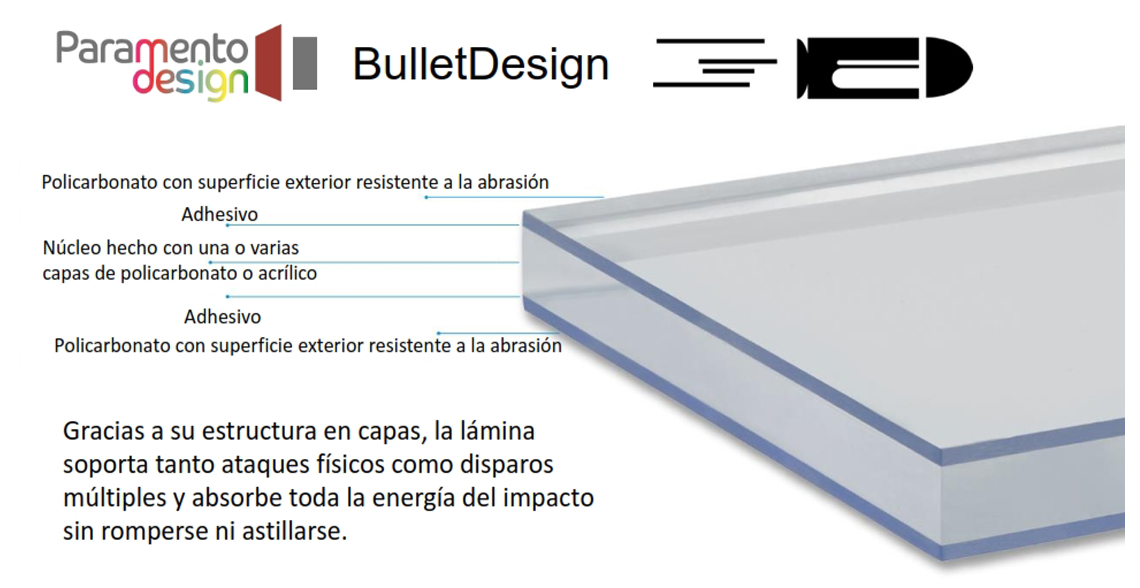 Paramento
design
BulletDesign
Policarbonato con superficie exterior resistente a la abrasión
Adhesivo
Núcleo hecho con una o varias
capas de policarbonato o acrílico
Adhesivo
Policarbonato con superficie exterior resistente a la abrasión
Gracias a su estructura en capas, la lámina
soporta tanto ataques físicos como disparos
múltiples y absorbe toda la energía del impacto
sin romperse ni astillarse.